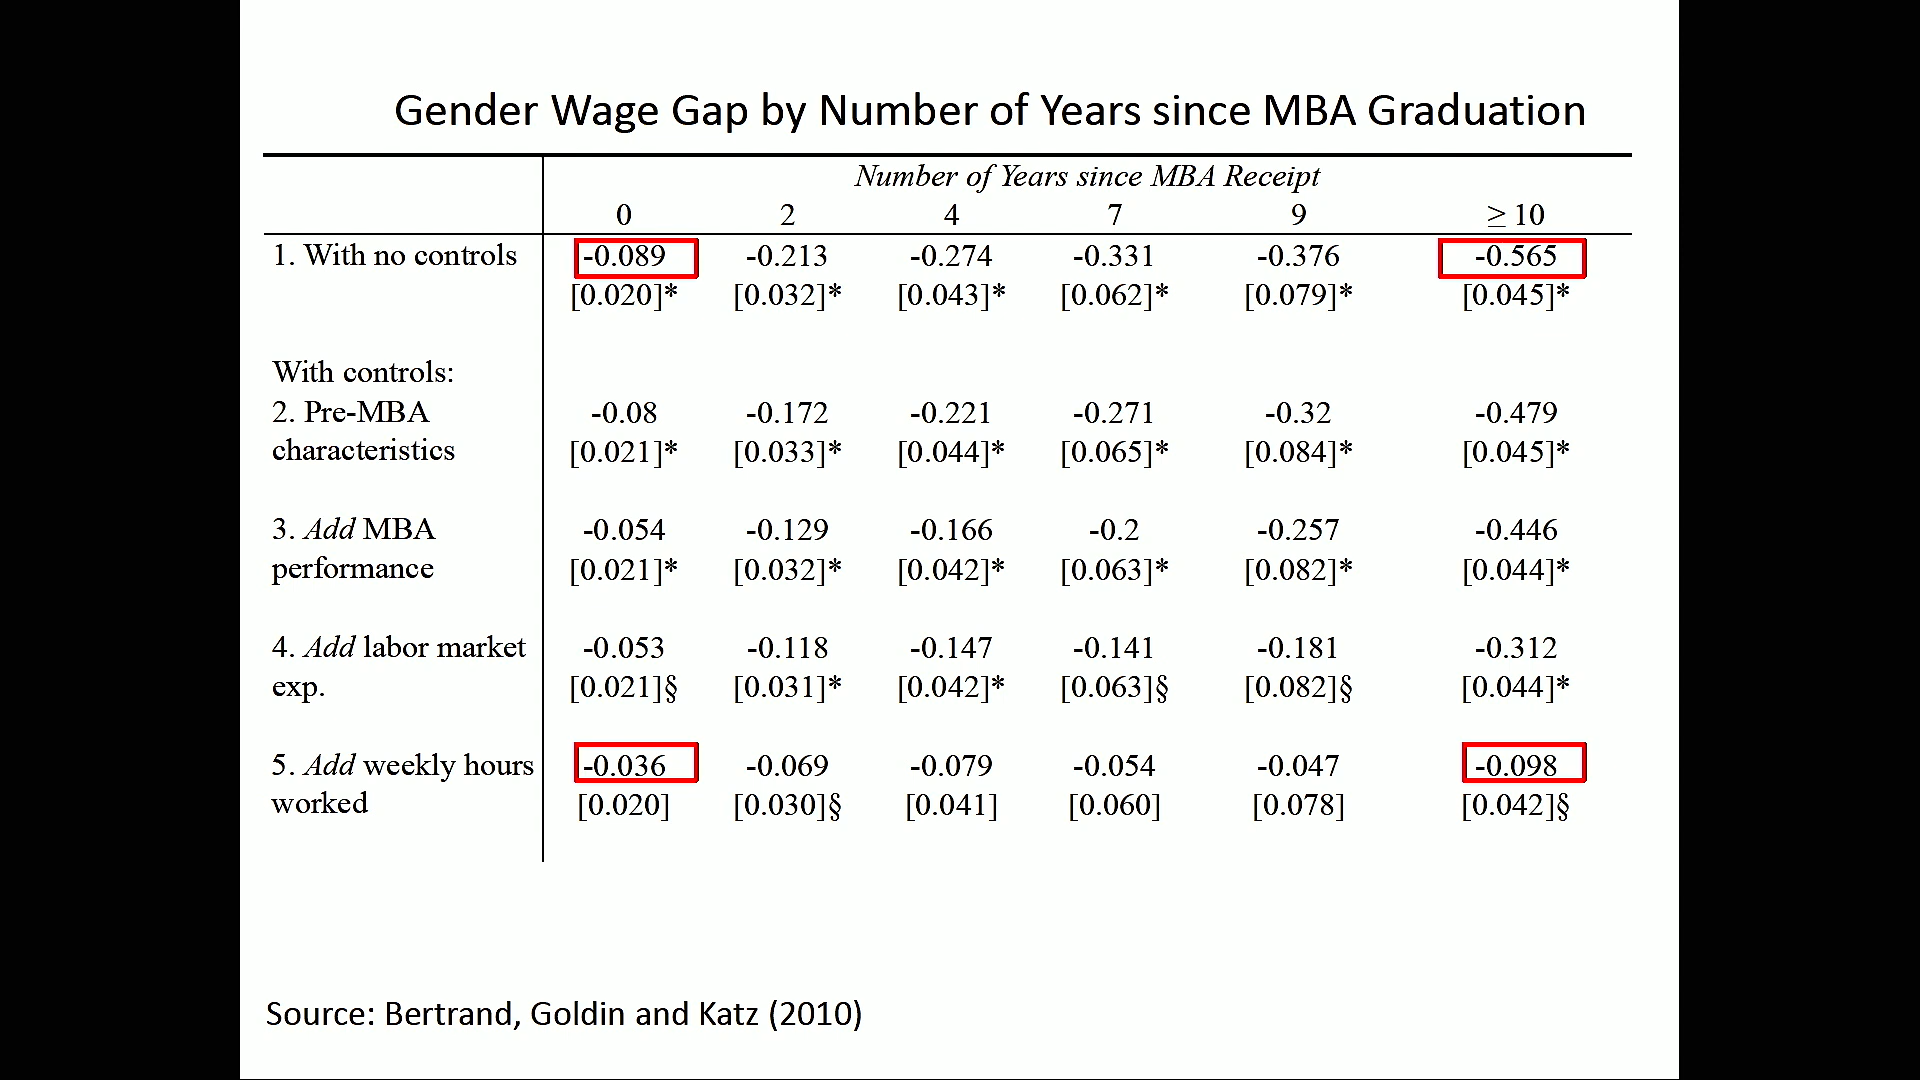 Gender Wage Gap by Number of Years since MBA Graduation
Number of Years since MBA Receipt
0 2 4 7 9 ≥ 10
1. With no controls -0.089 -0.213 -0.274 -0.331 -0.376 -0.565
[0.020]* [0.032]* [0.043]* [0.062]* [0.079]* [0.045]*
With controls:
2. Pre-MBA -0.08 -0.172 -0.221 -0.271 -0.32 -0.479
characteristics [0.021]* [0.033]* [0.044]* [0.065]* [0.084]* [0.045]*
3. Add MBA -0.054 -0.129 -0.166 -0.2 -0.257 -0.446
performance [0.021]* [0.032]* [0.042]* [0.063]* [0.082]* [0.044]*
4. Add labor market -0.053 -0.118 -0.147 -0.141 -0.181 -0.312
exp. [0.021]§ [0.031]* [0.042]* [0.063]§ [0.082]§ [0.044]*
5. Add weekly hours -0.036 -0.069 -0.079 -0.054 -0.047 -0.098
worked [0.020] [0.030]§ [0.041] [0.060] [0.078] [0.042]§
Source: Bertrand, Goldin and Katz (2010)